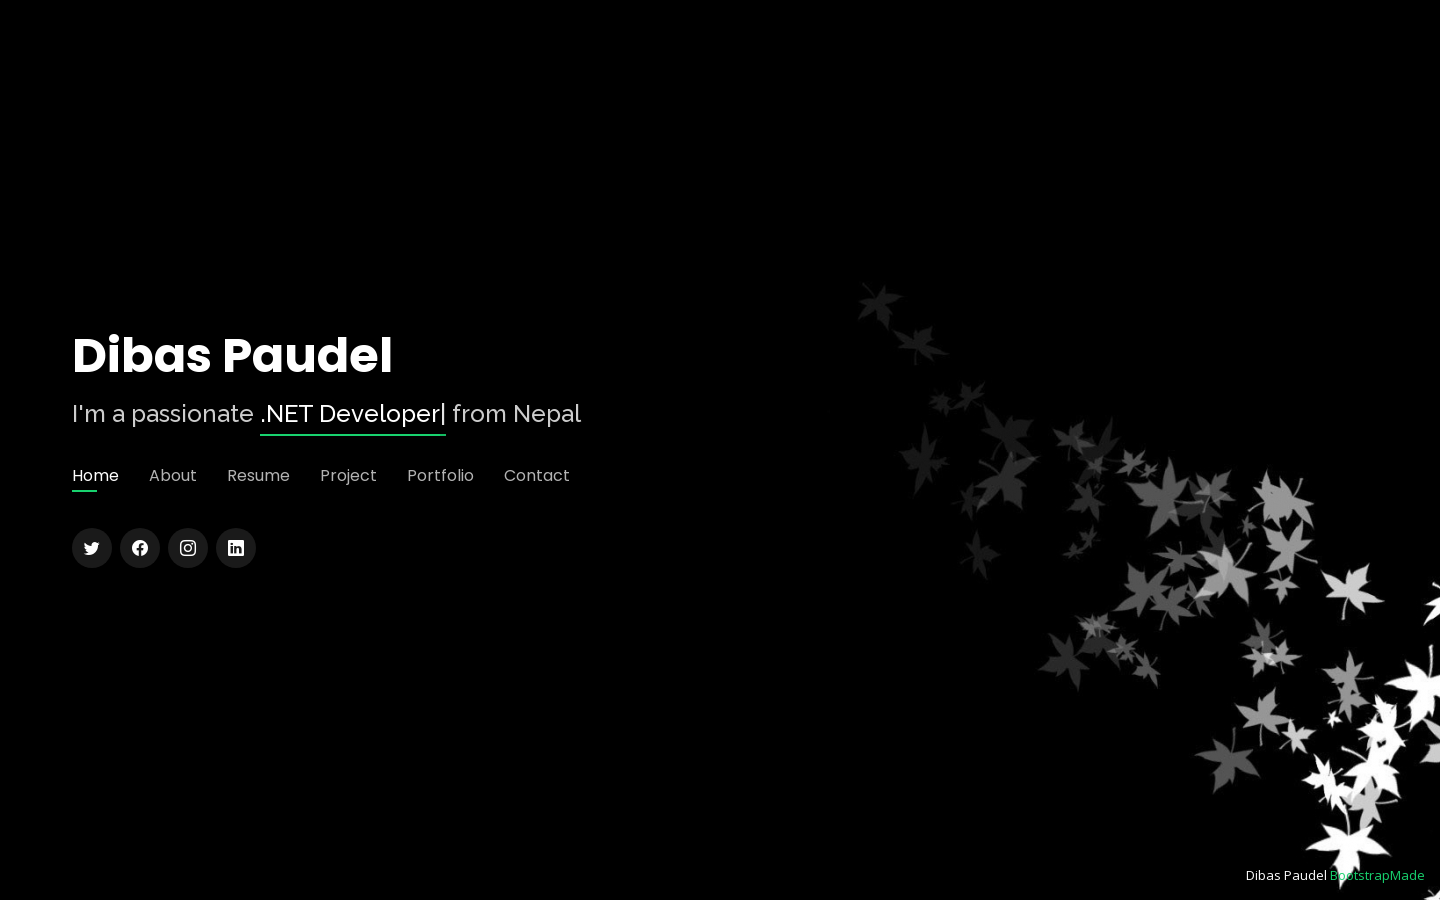 Dibas Paudel
I'm a passionate .NET Developer| from Nepal
Home About Resume Project Portfolio Contact
Dibas Paudel BootstrapMade